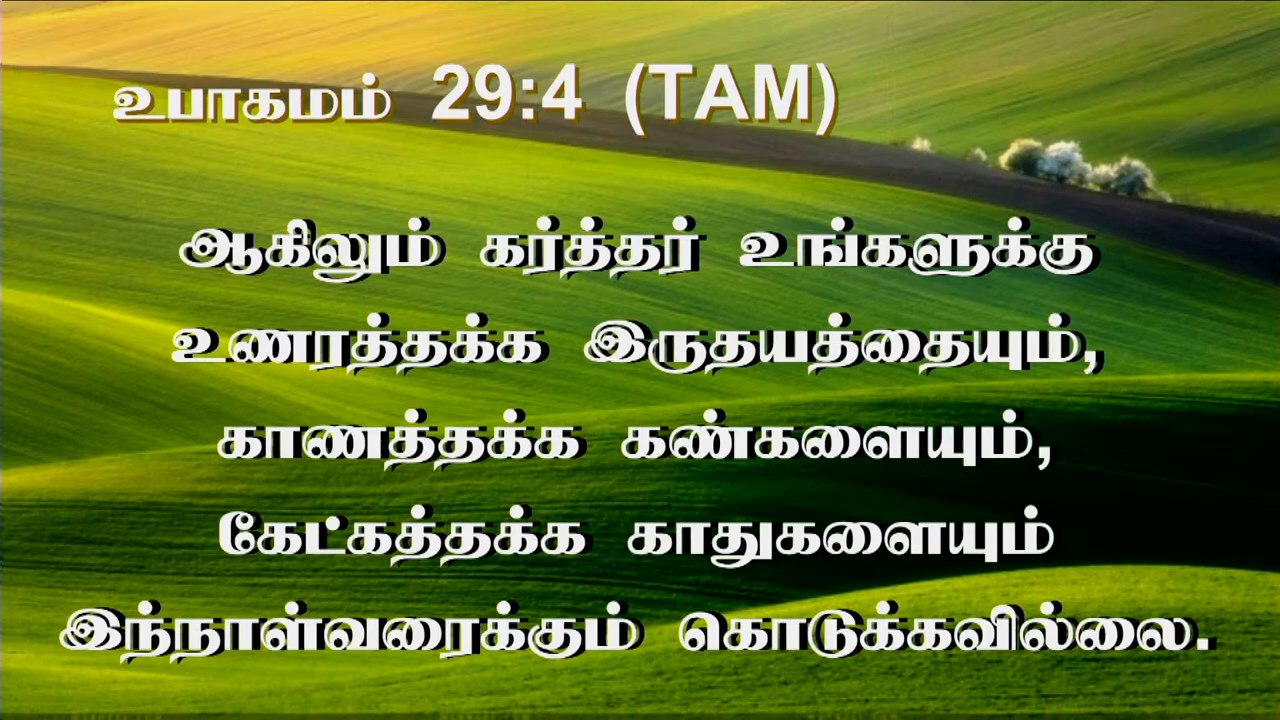 உபாகமம் 29:4 (TAM)
ஆகிலும் கர்த்தர் உங்களுக்கு
உணரத்தக்க இருதயத்தையும்,
காணத்தக்க கண்களையும்,
கேட்கத்தக்க காதுகளையும்
இந்நாள்வரைக்கும் கொடுக்கவில்லை.